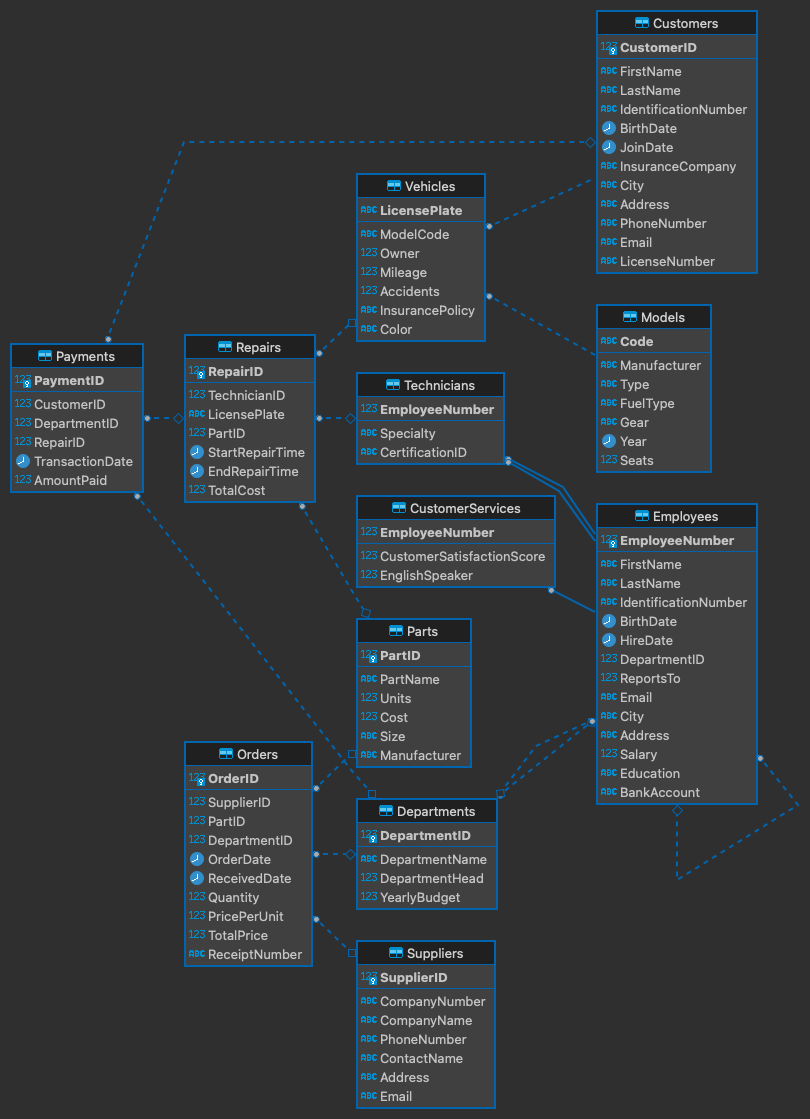 Customers
123 CustomerID
ABC FirstName
ABC LastName
ABC IdentificationNumber
BirthDate
JoinDate
ABC InsuranceCompany
ABC City
ABC Address
ABC PhoneNumber
ABC Email
ABC LicenseNumber
Vehicles
ABC LicensePlate
ABC ModelCode
123 Owner
123 Mileage
123 Accidents
ABC InsurancePolicy
ABC Color
Models
ABC Code
ABC Manufacturer
ABC Type
ABC FuelType
ABC Gear
Year
123 Seats
Payments
123 PaymentID
123 CustomerID
123 DepartmentID
123 RepairID
TransactionDate
123 AmountPaid
Repairs
123 RepairID
123 TechnicianID
ABC LicensePlate
123 PartID
StartRepairTime
EndRepairTime
123 TotalCost
Technicians
123 EmployeeNumber
ABC Specialty
ABC CertificationID
CustomerServices
123 EmployeeNumber
123 CustomerSatisfactionScore
123 EnglishSpeaker
Employees
123 EmployeeNumber
ABC FirstName
ABC LastName
ABC IdentificationNumber
BirthDate
HireDate
123 DepartmentID
123 ReportsTo
ABC Email
ABC City
ABC Address
123 Salary
ABC Education
ABC BankAccount
Parts
123 PartID
ABC PartName
123 Units
123 Cost
ABC Size
ABC Manufacturer
Orders
123 OrderID
123 SupplierID
123 PartID
123 DepartmentID
OrderDate
ReceivedDate
123 Quantity
123 PricePerUnit
123 TotalPrice
ABC ReceiptNumber
Departments
123 DepartmentID
ABC DepartmentName
123 DepartmentHead
123 YearlyBudget
Suppliers
123 SupplierID
ABC CompanyNumber
ABC CompanyName
ABC PhoneNumber
ABC ContactName
ABC Address
ABC Email